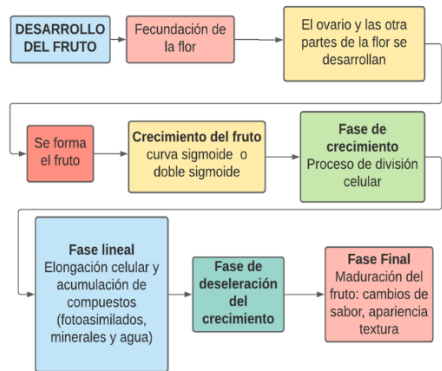 DESARROLLO
DEL FRUTO
Fecundación de
la flor
El ovario y las otra
partes de la flor se
desarrollan
Se forma
el fruto
Crecimiento del fruto
curva sigmoide o
doble sigmoide
Fase de
crecimiento
Proceso de división
celular
Fase lineal
Elongación celular y
acumulación de
compuestos
(fotoasimilados,
minerales y agua)
Fase de
deseleración
del
crecimiento
Fase Final
Maduración del
fruto: cambios de
sabor, apariencia
textura